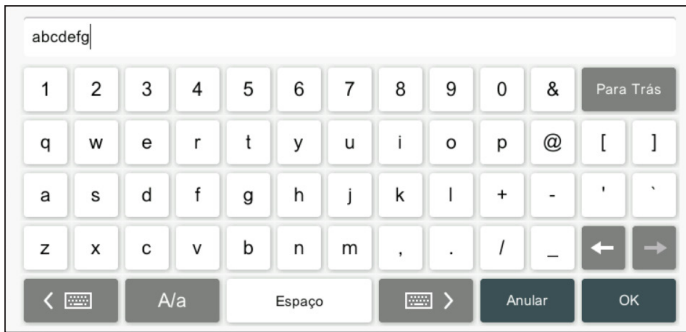 abcdefg
1 2 3 4 5 6 7 8 9 0 & Para Trás
q w e r t y u i o p @ [ ]
a s d f g h j k l + - ' `
z x c v b n m , . / _ ← →
< A/a Espaço > Anular OK